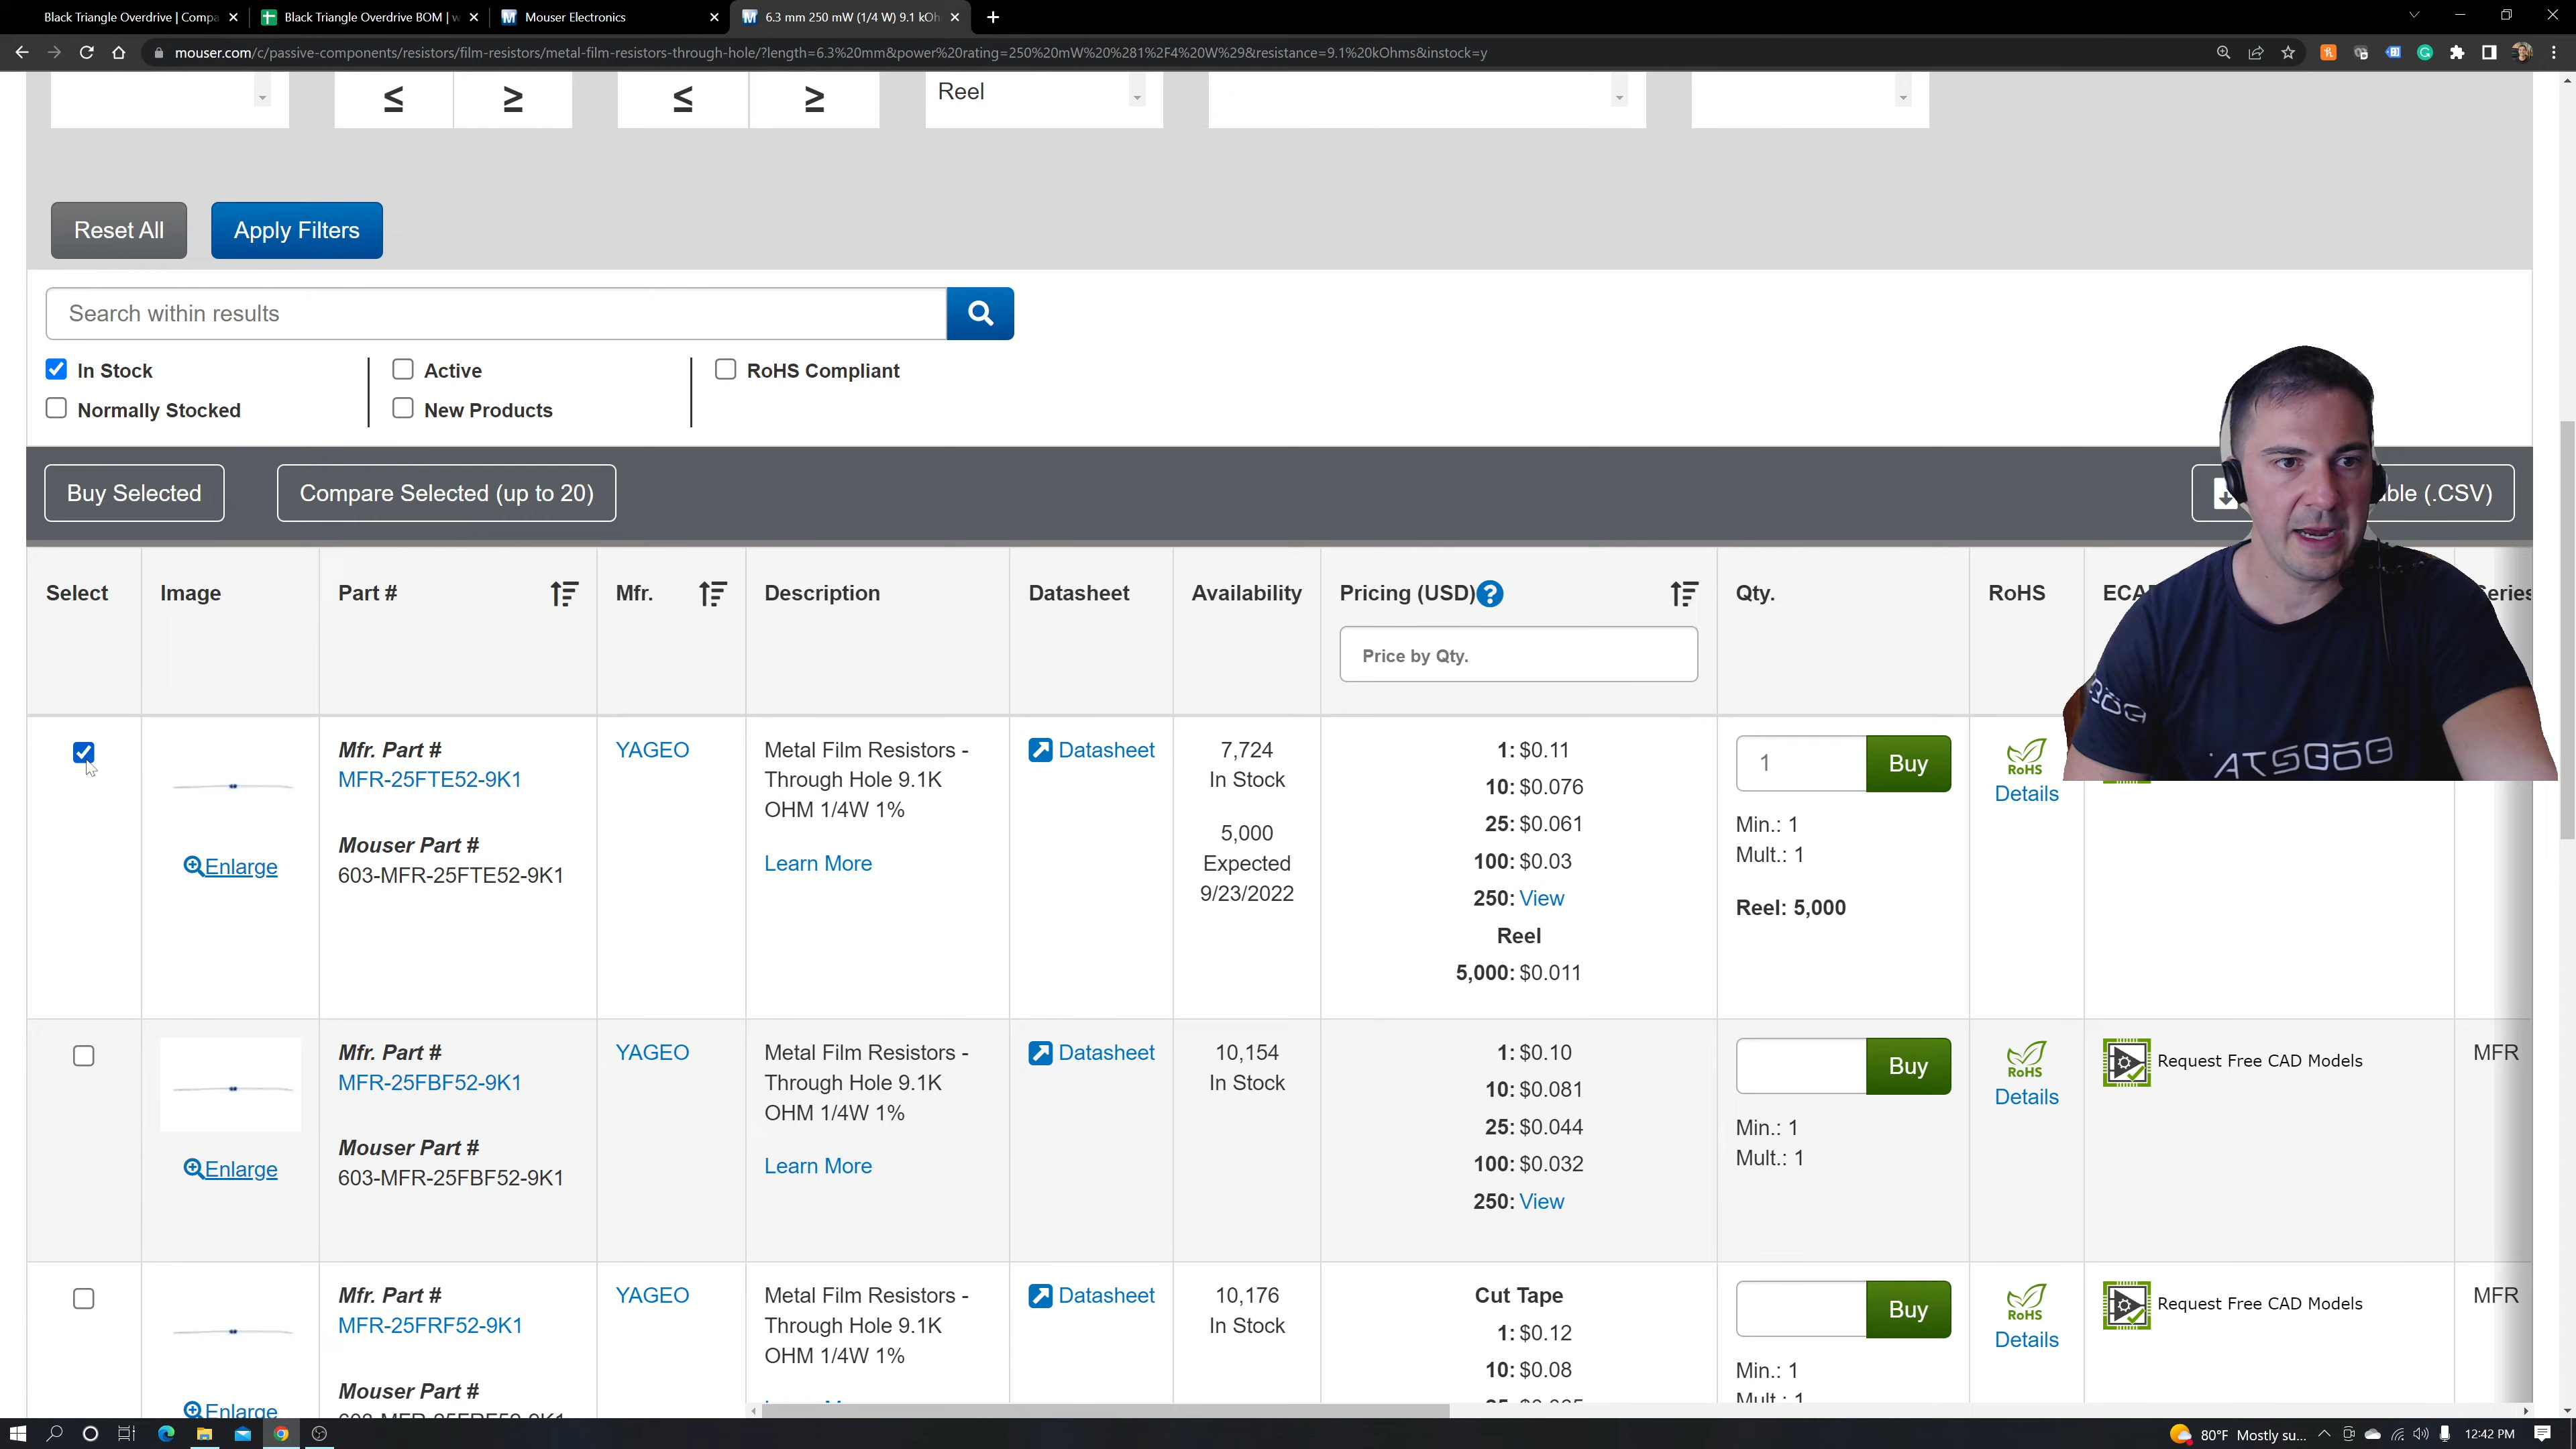 Black Triangle Overdrive | Compa
Black Triangle Overdrive BOM | w
Mouser Electronics
6.3 mm 250 mW (1/4 W) 9.1 kOh
mouser.com/c/passive-components/resistors/film-resistors/metal-film-resistors-through-hole/?length=6.3%20mm&power%20rating=250%20mW%20%281%2F4%20W%29&resistance=9.1%20kOhms&instock=y
≤ ≥ ≤ ≥ Reel
Reset All
Apply Filters
Search within results
In Stock
Active
RoHS Compliant
Normally Stocked
New Products
Buy Selected
Compare Selected (up to 20)
able (.CSV)
Select
Image
Part #
Mfr.
Description
Datasheet
Availability
Pricing (USD)
Qty.
RoHS
ECAD
Series
Price by Qty.
Enlarge
Mfr. Part #
MFR-25FTE52-9K1
Mouser Part #
603-MFR-25FTE52-9K1
YAGEO
Metal Film Resistors -
Through Hole 9.1K
OHM 1/4W 1%
Learn More
Datasheet
7,724
In Stock
5,000
Expected
9/23/2022
1: $0.11
10: $0.076
25: $0.061
100: $0.03
250: View
Reel
5,000: $0.011
1
Buy
Min.: 1
Mult.: 1
Reel: 5,000
RoHS
Details
Enlarge
Mfr. Part #
MFR-25FBF52-9K1
Mouser Part #
603-MFR-25FBF52-9K1
YAGEO
Metal Film Resistors -
Through Hole 9.1K
OHM 1/4W 1%
Learn More
Datasheet
10,154
In Stock
1: $0.10
10: $0.081
25: $0.044
100: $0.032
250: View
Buy
Min.: 1
Mult.: 1
RoHS
Details
Request Free CAD Models
MFR
Enlarge
Mfr. Part #
MFR-25FRF52-9K1
Mouser Part #
YAGEO
Metal Film Resistors -
Through Hole 9.1K
OHM 1/4W 1%
Datasheet
10,176
In Stock
Cut Tape
1: $0.12
10: $0.08
Buy
Min.: 1
Mult.: 1
RoHS
Details
Request Free CAD Models
MFR
80°F Mostly su...
12:42 PM